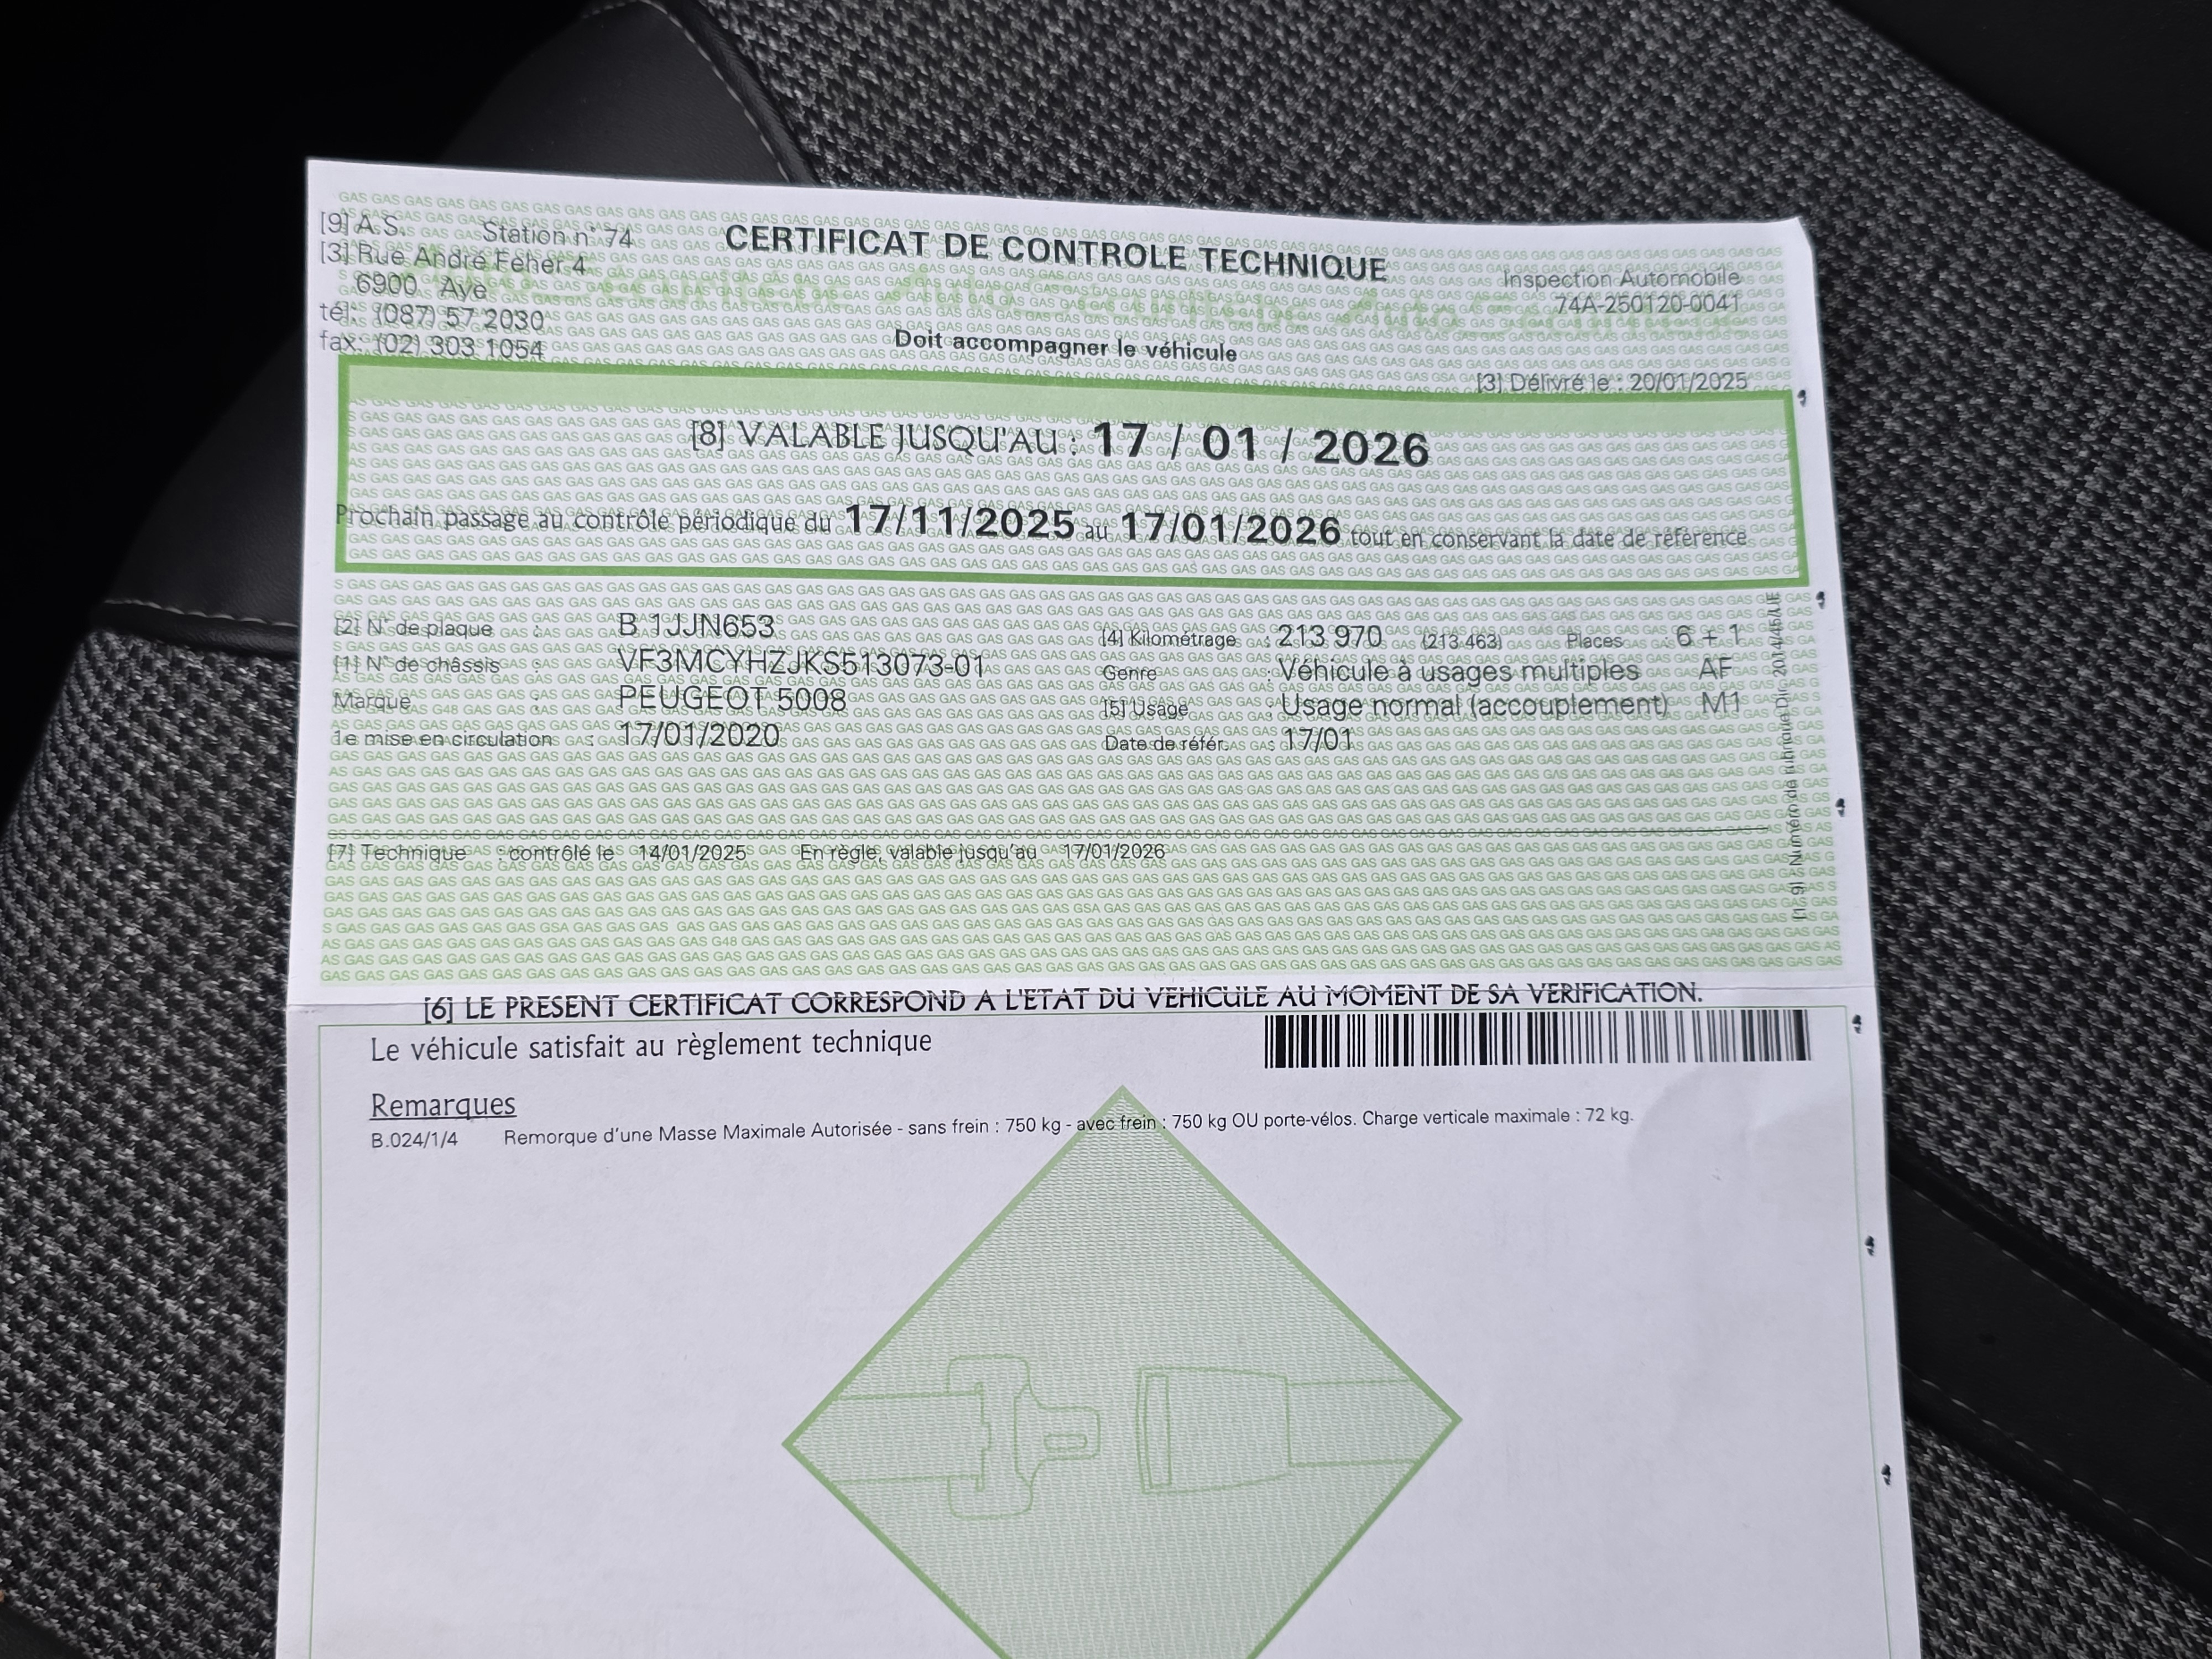 [9] A.S. Station n° 74
[3] Rue André Feher 4
6900 Aye
tél: (087) 57 2030
fax: (02) 303 1054
CERTIFICAT DE CONTROLE TECHNIQUE
Doit accompagner le véhicule
Inspection Automobile
74A-250120-0041
[3] Délivré le : 20/01/2025
[8] VALABLE JUSQU'AU : 17 / 01 / 2026
Prochain passage au contrôle périodique du 17/11/2025 au 17/01/2026 tout en conservant la date de référence
[2] N° de plaque : B 1JJN653
[1] N° de châssis : VF3MCYHZJKS513073-01
Marque : PEUGEOT 5008
1e mise en circulation : 17/01/2020
[4] Kilométrage : 213 970 (213 463) Places : 6 + 1
Genre : Véhicule à usages multiples AF
[5] Usage : Usage normal (accouplement) M1
Date de référ. : 17/01
[7] Technique : contrôlé le 14/01/2025 En règle, valable jusqu'au 17/01/2026
[6] LE PRESENT CERTIFICAT CORRESPOND A L'ETAT DU VEHICULE AU MOMENT DE SA VERIFICATION.
Le véhicule satisfait au règlement technique
Remarques
B.024/1/4 Remorque d'une Masse Maximale Autorisée - sans frein : 750 kg - avec frein : 750 kg OU porte-vélos. Charge verticale maximale : 72 kg.